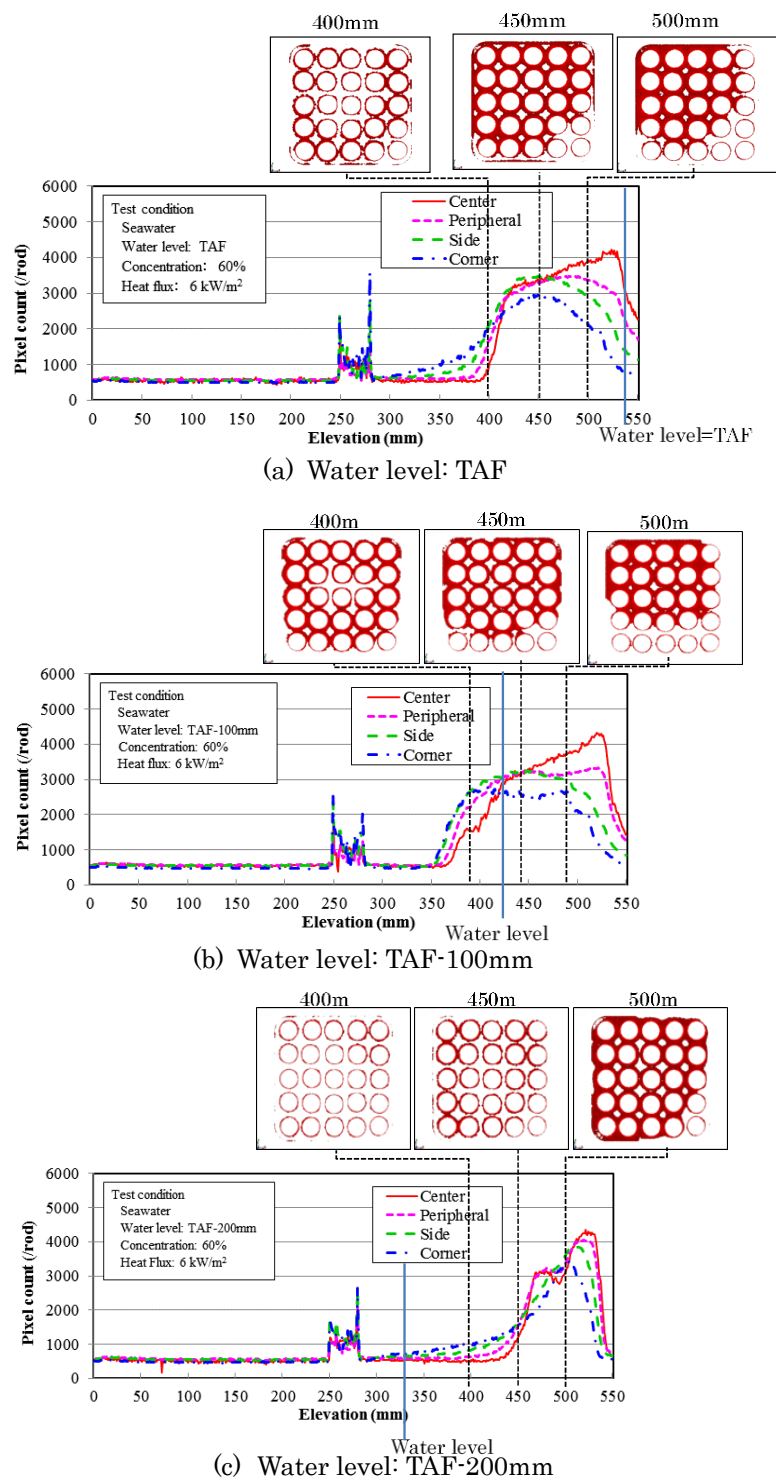 400mm 450mm 500mm
6000
5000
4000
3000
2000
1000
0
Pixel count (/rod)
Test condition
Seawater
Water level: TAF
Concentration: 60%
Heat flux: 6 kW/m²
Center
Peripheral
Side
Corner
0 50 100 150 200 250 300 350 400 450 500 550
Elevation (mm)
Water level=TAF
(a) Water level: TAF
400m 450m 500m
6000
5000
4000
3000
2000
1000
0
Pixel count (/rod)
Test condition
Seawater
Water level: TAF-100mm
Concentration: 60%
Heat flux: 6 kW/m²
Center
Peripheral
Side
Corner
0 50 100 150 200 250 300 350 400 450 500 550
Elevation (mm)
Water level
(b) Water level: TAF-100mm
400m 450m 500m
6000
5000
4000
3000
2000
1000
0
Pixel count (/rod)
Test condition
Seawater
Water level: TAF-200mm
Concentration: 60%
Heat Flux: 6 kW/m²
Center
Peripheral
Side
Corner
0 50 100 150 200 250 300 350 400 450 500 550
Elevation (mm)
Water level
(c) Water level: TAF-200mm